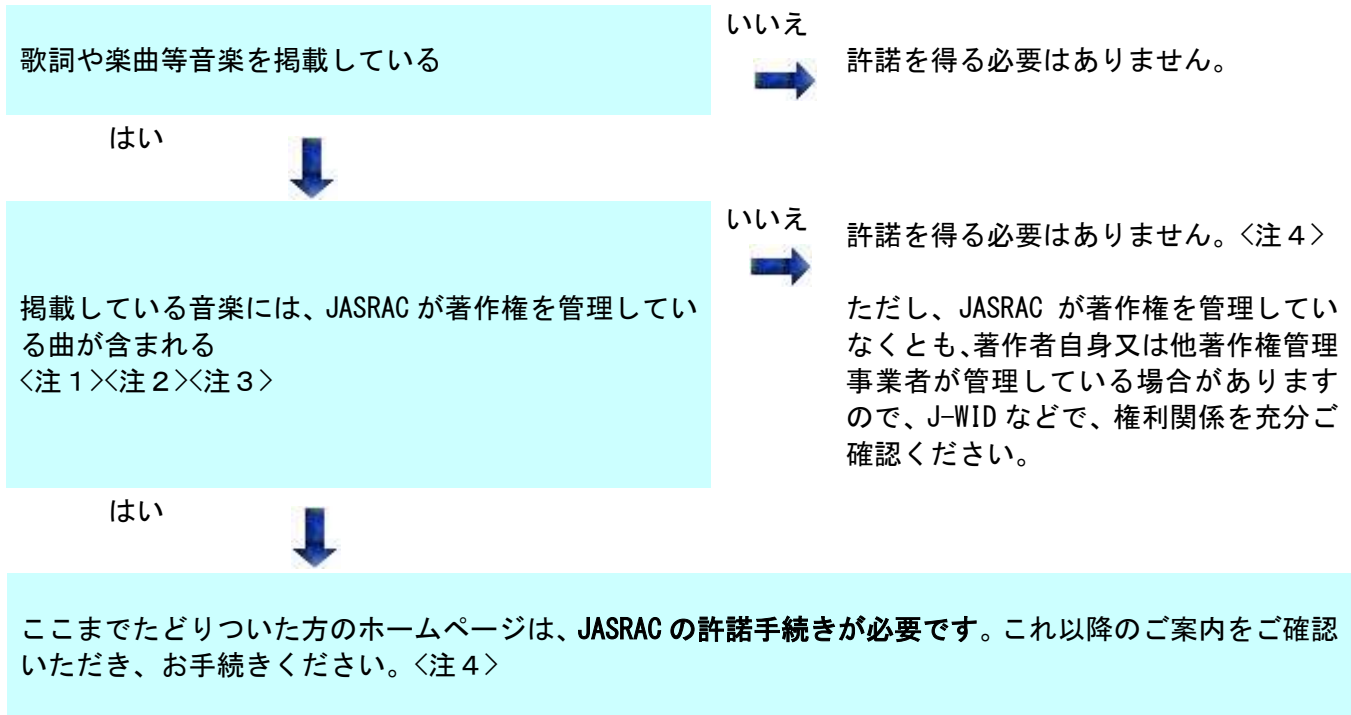 歌詞や楽曲等音楽を掲載している
いいえ
許諾を得る必要はありません。
はい
掲載している音楽には、JASRAC が著作権を管理してい
る曲が含まれる
<注１><注２><注３>
いいえ
許諾を得る必要はありません。<注４>
ただし、JASRAC が著作権を管理してい
なくとも、著作者自身又は他著作権管理
事業者が管理している場合があります
ので、J-WID などで、権利関係を充分ご
確認ください。
はい
ここまでたどりついた方のホームページは、JASRAC の許諾手続きが必要です。これ以降のご案内をご確認
いただき、お手続きください。<注４>